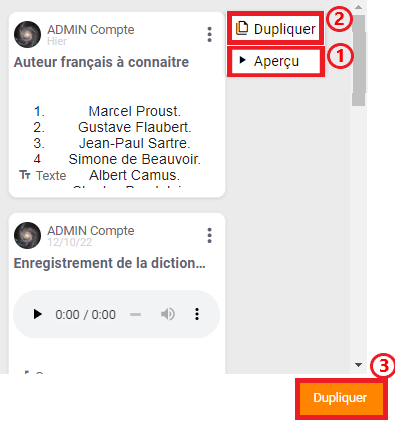 ADMIN Compte
Hier
Auteur français à connaitre
1. Marcel Proust.
2. Gustave Flaubert.
3. Jean-Paul Sartre.
4 Simone de Beauvoir.
Tт Texte Albert Camus.
2
Dupliquer
1
Aperçu
ADMIN Compte
12/10/22
Enregistrement de la diction…
0:00 / 0:00
3
Dupliquer